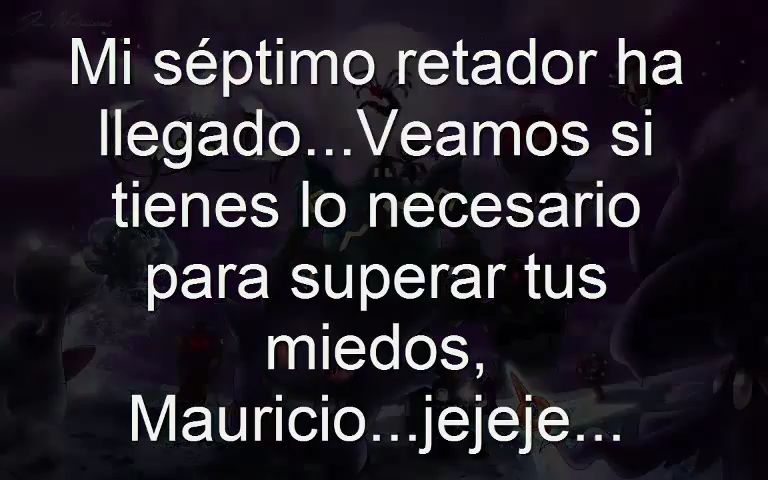 Mi séptimo retador ha
llegado...Veamos si
tienes lo necesario
para superar tus
miedos,
Mauricio...jejeje...